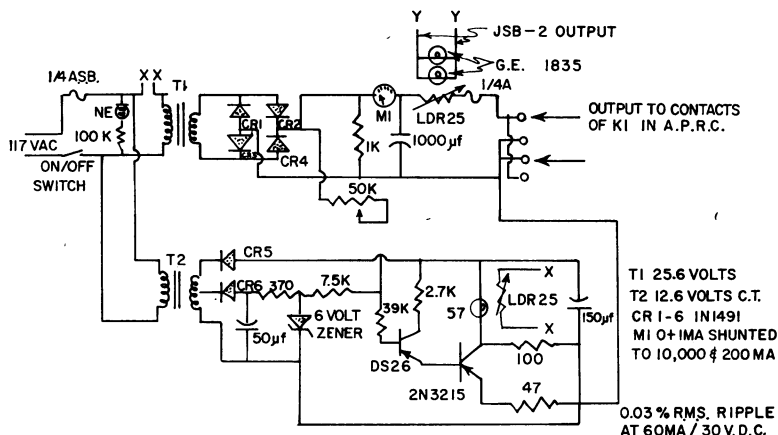 Y Y
JSB-2 OUTPUT
G.E. 1835
1/4 A.S.B.
X X
T1
1/4A
NE
CR1
CR2
M1
LDR25
OUTPUT TO CONTACTS
OF K1 IN A.P.R.C.
100 K
CR3
CR4
1K
1000 µf
117 VAC
ON/OFF
SWITCH
50K
T2
CR5
CR6
370
7.5K
2.7K
X
39K
57
LDR25
150µf
50µf
6 VOLT
ZENER
X
DS26
100
2N3215
47
T1 25.6 VOLTS
T2 12.6 VOLTS C.T.
CR 1-6 1N1491
M1 0+1MA SHUNTED
TO 10,000 ¢ 200 MA
0.03 % RMS. RIPPLE
AT 60MA / 30 V.D.C.